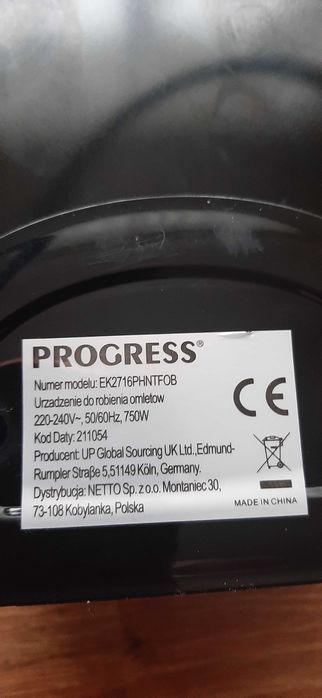 PROGRESS®
Numer modelu: EK2716PHNTFOB
Urzadzenie do robienia omletow
220-240V~, 50/60Hz, 750W
Kod Daty: 211054
Producent: UP Global Sourcing UK Ltd.,Edmund-
Rumpler Straße 5,51149 Köln, Germany.
Dystrybucja: NETTO Sp. z o.o. Montaniec 30,
73-108 Kobylanka, Polska
CE
MADE IN CHINA